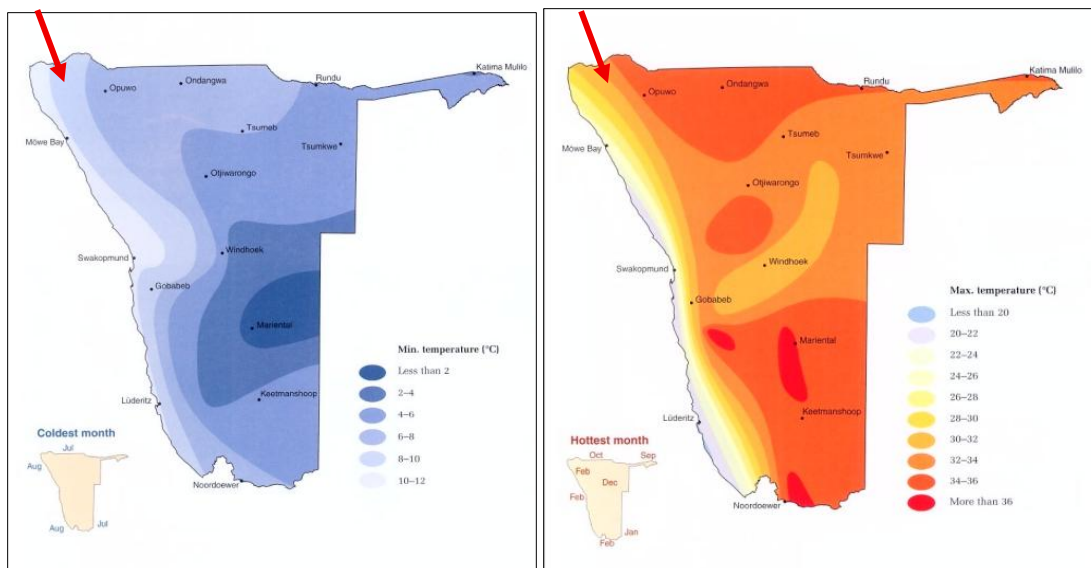 Katima Mulilo
Rundu
Ondangwa
Opuwo
Tsumeb
Möwe Bay
Tsumkwe
Otjiwarongo
Windhoek
Swakopmund
Gobabeb
Mariental
Keetmanshoop
Lüderitz
Noordoewer
Min. temperature (°C)
Less than 2
2–4
4–6
6–8
8–10
10–12
Coldest month
Jul
Aug
Aug
Jul
Katima Mulilo
Rundu
Ondangwa
Opuwo
Tsumeb
Möwe Bay
Tsumkwe
Otjiwarongo
Windhoek
Swakopmund
Gobabeb
Mariental
Keetmanshoop
Lüderitz
Noordoewer
Max. temperature (°C)
Less than 20
20–22
22–24
24–26
26–28
28–30
30–32
32–34
34–36
More than 36
Hottest month
Oct
Sep
Feb
Dec
Feb
Jan
Feb